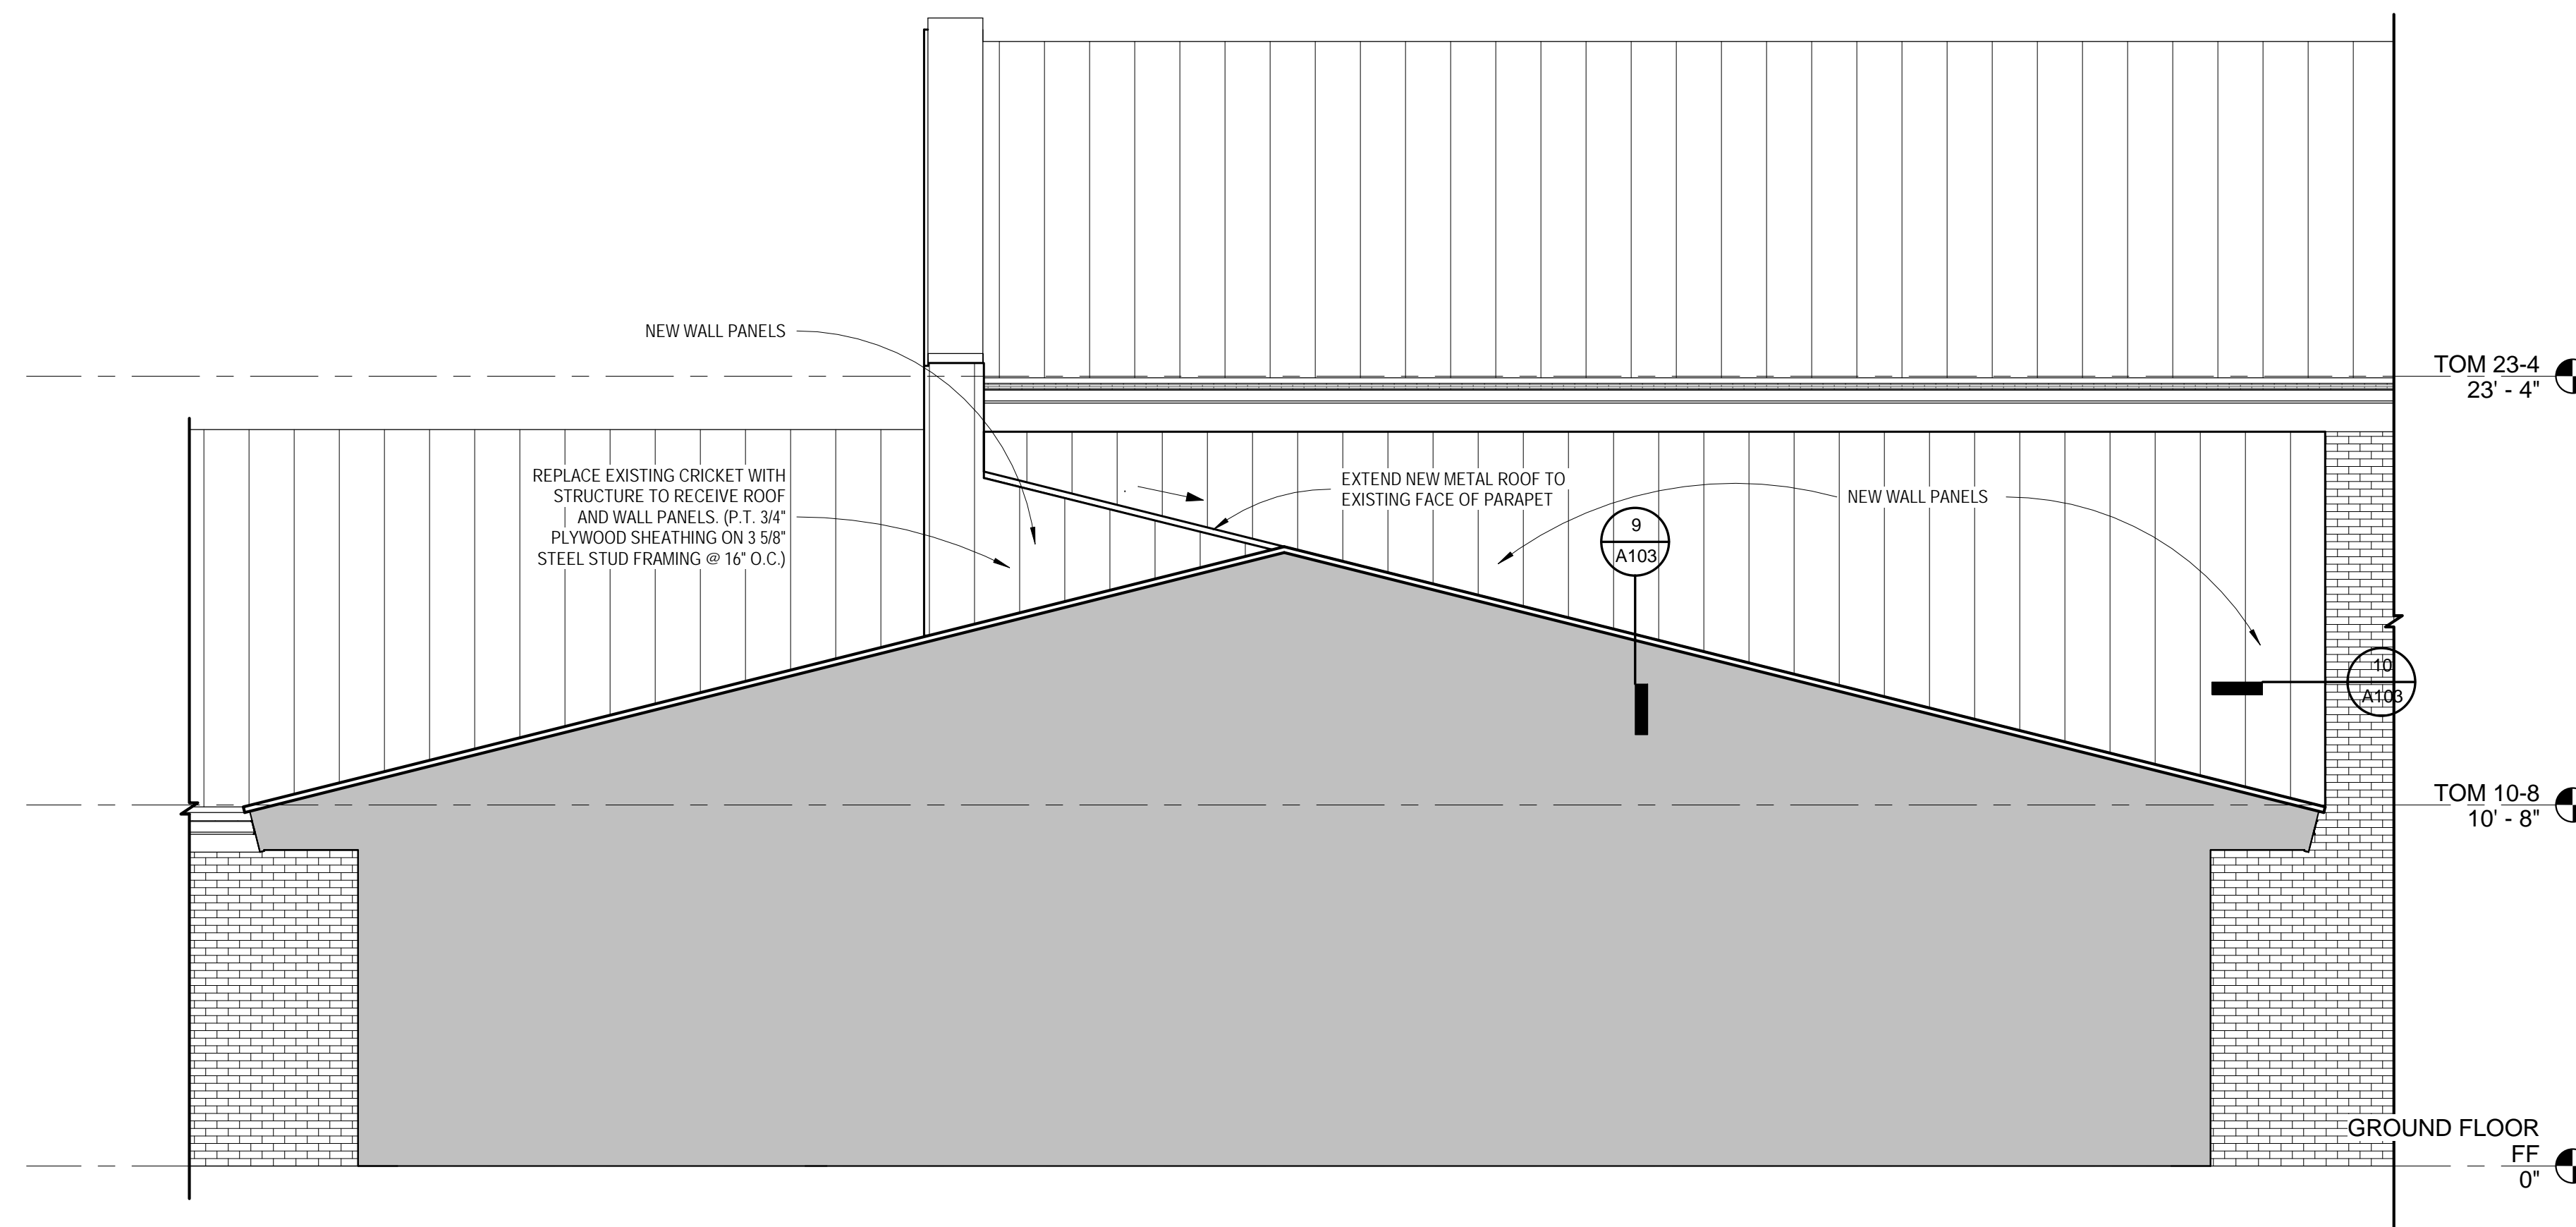 NEW WALL PANELS
TOM 23-4
23' - 4"
REPLACE EXISTING CRICKET WITH
STRUCTURE TO RECEIVE ROOF
AND WALL PANELS. (P.T. 3/4"
PLYWOOD SHEATHING ON 3 5/8"
STEEL STUD FRAMING @ 16" O.C.)
EXTEND NEW METAL ROOF TO
EXISTING FACE OF PARAPET
NEW WALL PANELS
9
A103
10
A103
TOM 10-8
10' - 8"
GROUND FLOOR
FF
0"